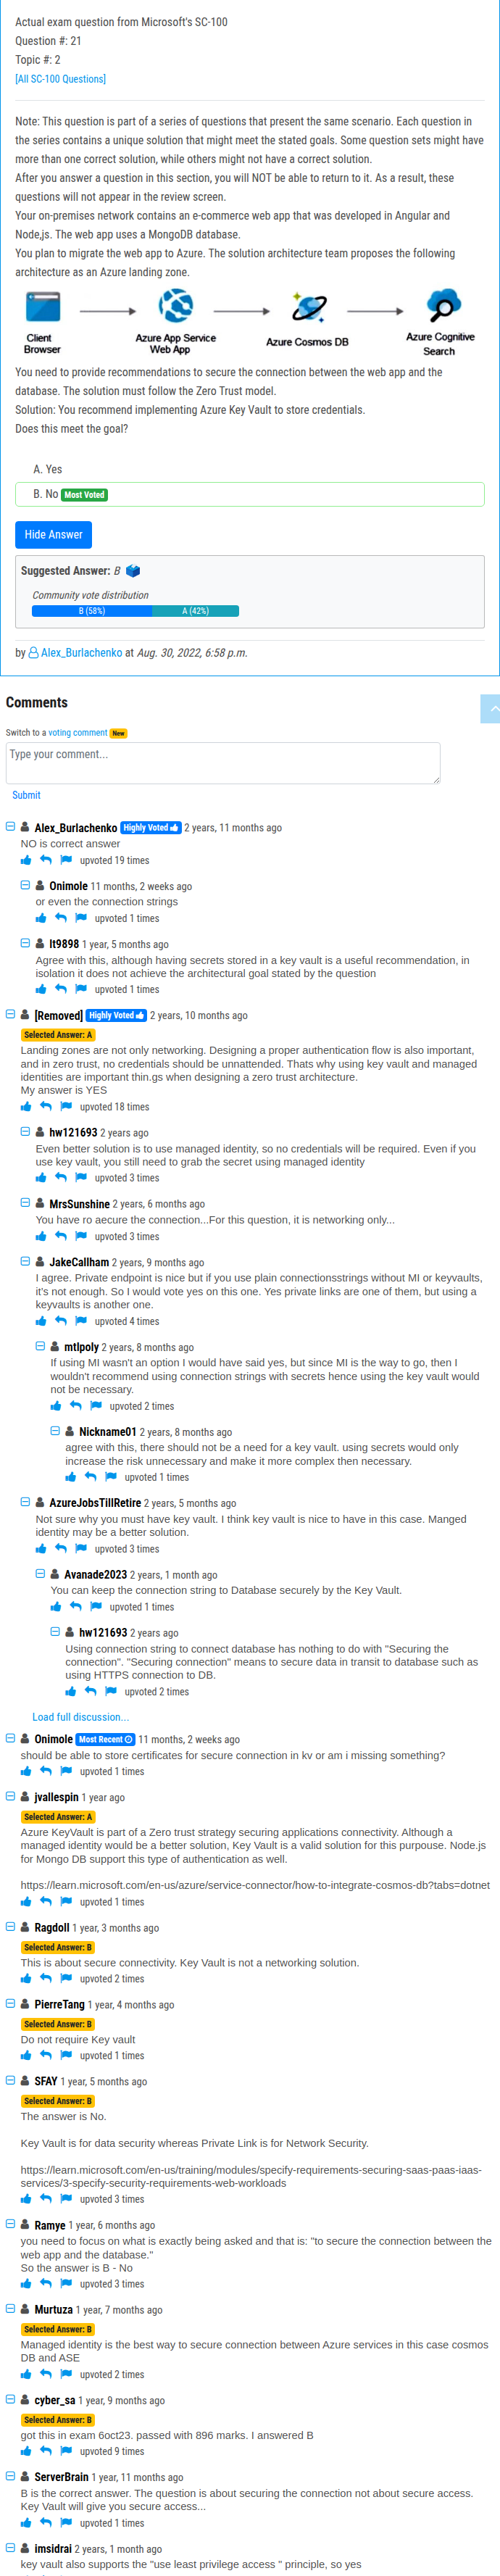 Actual exam question from Microsoft's SC-100
Question #: 21
Topic #: 2
[All SC-100 Questions]
Note: This question is part of a series of questions that present the same scenario. Each question in
the series contains a unique solution that might meet the stated goals. Some question sets might have
more than one correct solution, while others might not have a correct solution.
After you answer a question in this section, you will NOT be able to return to it. As a result, these
questions will not appear in the review screen.
Your on-premises network contains an e-commerce web app that was developed in Angular and
Node,js. The web app uses a MongoDB database.
You plan to migrate the web app to Azure. The solution architecture team proposes the following
architecture as an Azure landing zone.
Client
Browser
Azure App Service
Web App
Azure Cosmos DB
Azure Cognitive
Search
You need to provide recommendations to secure the connection between the web app and the
database. The solution must follow the Zero Trust model.
Solution: You recommend implementing Azure Key Vault to store credentials.
Does this meet the goal?
A. Yes
B. No Most Voted
Hide Answer
Suggested Answer: B
Community vote distribution
B (58%) A (42%)
by Alex_Burlachenko at Aug. 30, 2022, 6:58 p.m.
Comments
Switch to a voting comment New
Type your comment...
Submit
Alex_Burlachenko Highly Voted 2 years, 11 months ago
NO is correct answer
upvoted 19 times
Onimole 11 months, 2 weeks ago
or even the connection strings
upvoted 1 times
lt9898 1 year, 5 months ago
Agree with this, although having secrets stored in a key vault is a useful recommendation, in
isolation it does not achieve the architectural goal stated by the question
upvoted 1 times
[Removed] Highly Voted 2 years, 10 months ago
Selected Answer: A
Landing zones are not only networking. Designing a proper authentication flow is also important,
and in zero trust, no credentials should be unattended. Thats why using key vault and managed
identities are important thin.gs when designing a zero trust architecture.
My answer is YES
upvoted 18 times
hw121693 2 years ago
Even better solution is to use managed identity, so no credentials will be required. Even if you
use key vault, you still need to grab the secret using managed identity
upvoted 3 times
MrsSunshine 2 years, 6 months ago
You have ro aecure the connection...For this question, it is networking only...
upvoted 3 times
JakeCallham 2 years, 9 months ago
I agree. Private endpoint is nice but if you use plain connectionsstrings without MI or keyvaults,
it's not enough. So I would vote yes on this one. Yes private links are one of them, but using a
keyvaults is another one.
upvoted 4 times
mtlpoly 2 years, 8 months ago
If using MI wasn't an option I would have said yes, but since MI is the way to go, then I
wouldn't recommend using connection strings with secrets hence using the key vault would
not be necessary.
upvoted 2 times
Nickname01 2 years, 8 months ago
agree with this, there should not be a need for a key vault. using secrets would only
increase the risk unnecessary and make it more complex then necessary.
upvoted 1 times
AzureJobsTillRetire 2 years, 5 months ago
Not sure why you must have key vault. I think key vault is nice to have in this case. Manged
identity may be a better solution.
upvoted 3 times
Avanade2023 2 years, 1 month ago
You can keep the connection string to Database securely by the Key Vault.
upvoted 1 times
hw121693 2 years ago
Using connection string to connect database has nothing to do with "Securing the
connection". "Securing connection" means to secure data in transit to database such as
using HTTPS connection to DB.
upvoted 2 times
Load full discussion...
Onimole Most Recent 11 months, 2 weeks ago
should be able to store certificates for secure connection in kv or am i missing something?
upvoted 1 times
jvallespin 1 year ago
Selected Answer: A
Azure KeyVault is part of a Zero trust strategy securing applications connectivity. Although a
managed identity would be a better solution, Key Vault is a valid solution for this purpouse. Node.js
for Mongo DB support this type of authentication as well.
https://learn.microsoft.com/en-us/azure/service-connector/how-to-integrate-cosmos-db?tabs=dotnet
upvoted 1 times
Ragdoll 1 year, 3 months ago
Selected Answer: B
This is about secure connectivity. Key Vault is not a networking solution.
upvoted 2 times
PierreTang 1 year, 4 months ago
Selected Answer: B
Do not require Key vault
upvoted 1 times
SFAY 1 year, 5 months ago
Selected Answer: B
The answer is No.
Key Vault is for data security whereas Private Link is for Network Security.
https://learn.microsoft.com/en-us/training/modules/specify-requirements-securing-saas-paas-iaas-
services/3-specify-security-requirements-web-workloads
upvoted 3 times
Ramye 1 year, 6 months ago
you need to focus on what is exactly being asked and that is: "to secure the connection between the
web app and the database."
So the answer is B - No
upvoted 3 times
Murtuza 1 year, 7 months ago
Selected Answer: B
Managed identity is the best way to secure connection between Azure services in this case cosmos
DB and ASE
upvoted 2 times
cyber_sa 1 year, 9 months ago
Selected Answer: B
got this in exam 6oct23. passed with 896 marks. I answered B
upvoted 9 times
ServerBrain 1 year, 11 months ago
B is the correct answer. The question is about securing the connection not about secure access.
Key Vault will give you secure access...
upvoted 1 times
imsidrai 2 years, 1 month ago
key vault also supports the "use least privilege access " principle, so yes